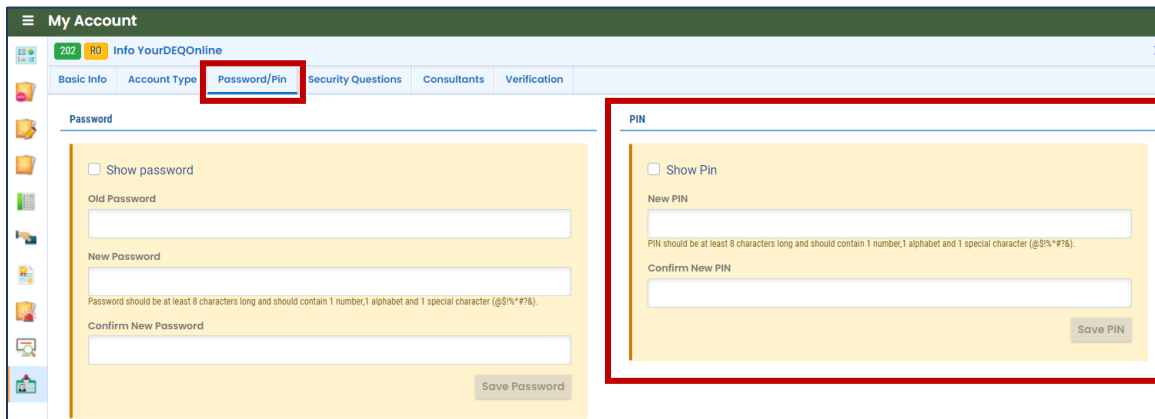 My Account
202 RO Info YourDEQOnline
Basic Info Account Type Password/Pin Security Questions Consultants Verification
Password
Show password
Old Password
New Password
Password should be at least 8 characters long and should contain 1 number,1 alphabet and 1 special character (@$!%*#?&).
Confirm New Password
Save Password
PIN
Show Pin
New PIN
PIN should be at least 8 characters long and should contain 1 number,1 alphabet and 1 special character (@$!%*#?&).
Confirm New PIN
Save PIN